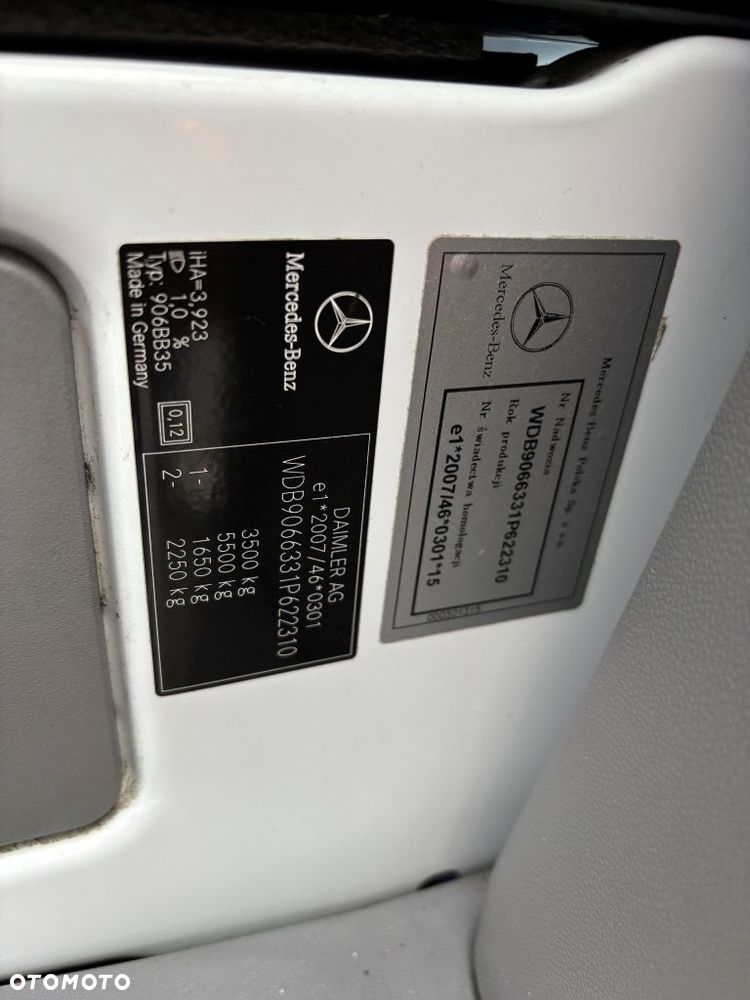 Mercedes-Benz
DAIMLER AG
e1*2007/46*0301
WDB9066331P622310
3500 kg
5500 kg
1- 1650 kg
2- 2250 kg
iHA=3,923
1,0 %
Typ: 906BB35
Made in Germany
0,12
Mercedes-Benz Polska Sp. z o.o.
Mercedes-Benz
Nr Nadwozia
WDB9066331P622310
Rok produkcji
Nr świadectwa homologacji
e1*2007/46*0301*15
000301315
OTOMOTO